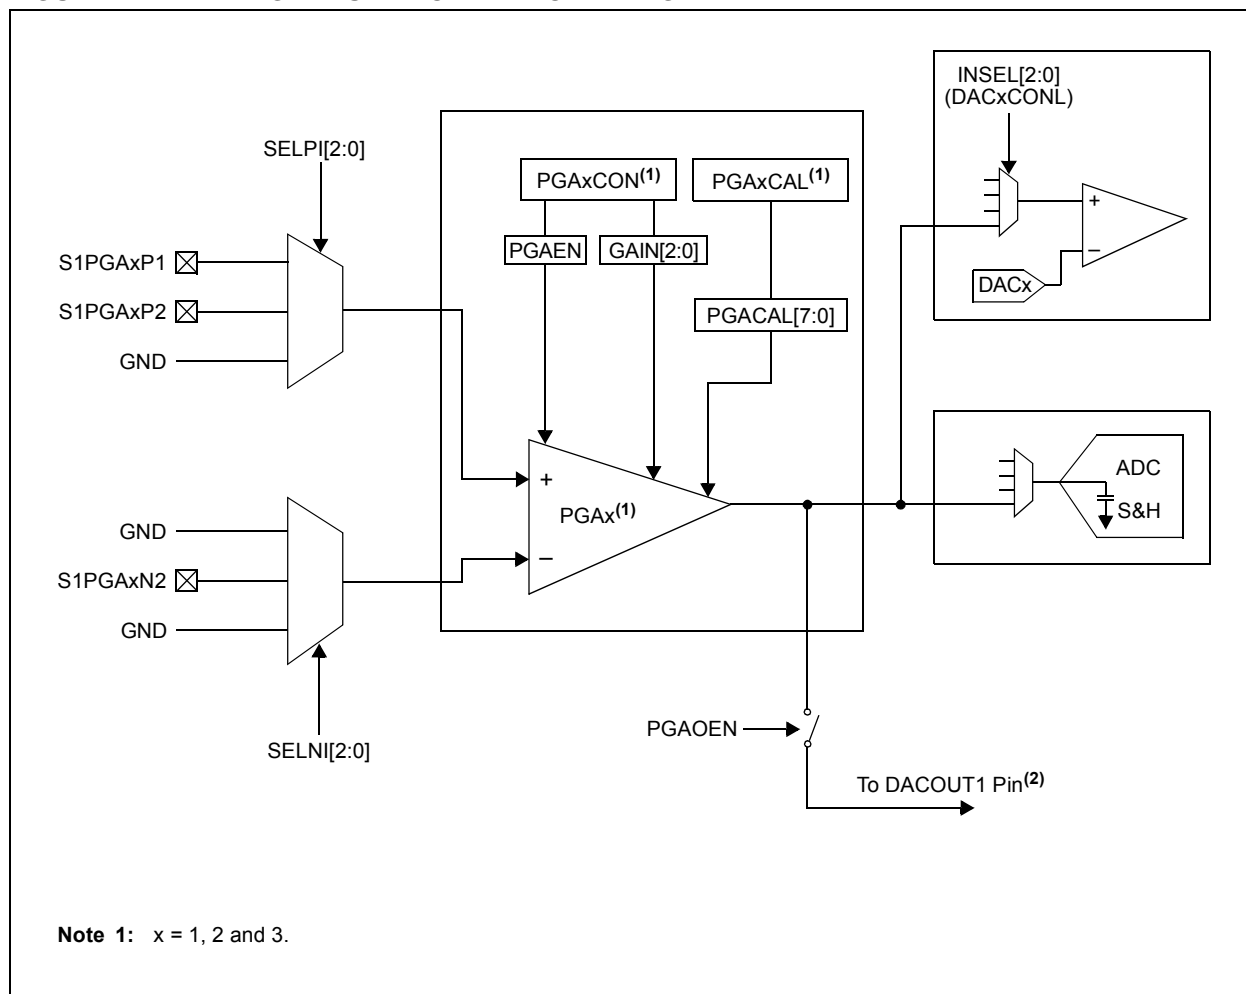 INSEL[2:0]
(DACxCONL)
SELPI[2:0]
PGAxCON(1)
PGAxCAL(1)
PGAEN
GAIN[2:0]
+
–
DACx
S1PGAxP1
S1PGAxP2
GND
PGACAL[7:0]
ADC
S&H
+
PGAx(1)
–
GND
S1PGAxN2
GND
SELNI[2:0]
PGAOEN
To DACOUT1 Pin(2)
Note 1: x = 1, 2 and 3.